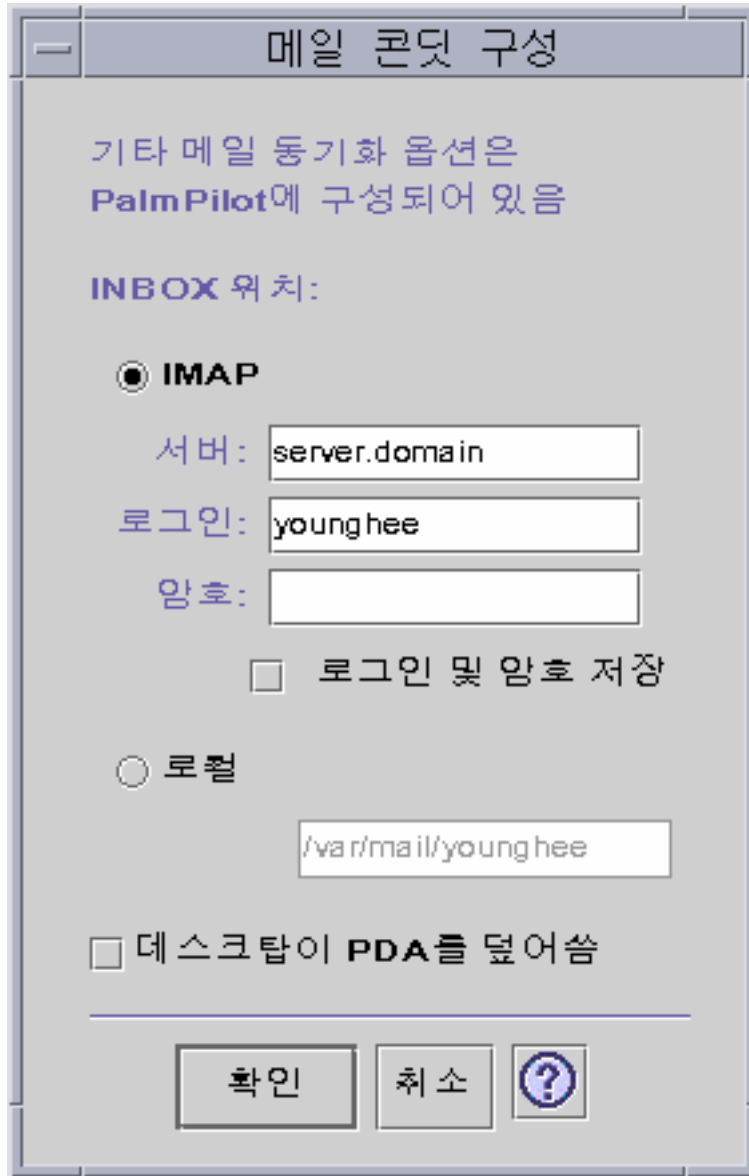 메일 콘딧 구성
기타 메일 동기화 옵션은
PalmPilot에 구성되어 있음
INBOX 위치:
IMAP
서버: server.domain
로그인: younghee
암호:
로그인 및 암호 저장
로컬
/var/mail/younghee
데스크탑이 PDA를 덮어씀
확인 취소 ?